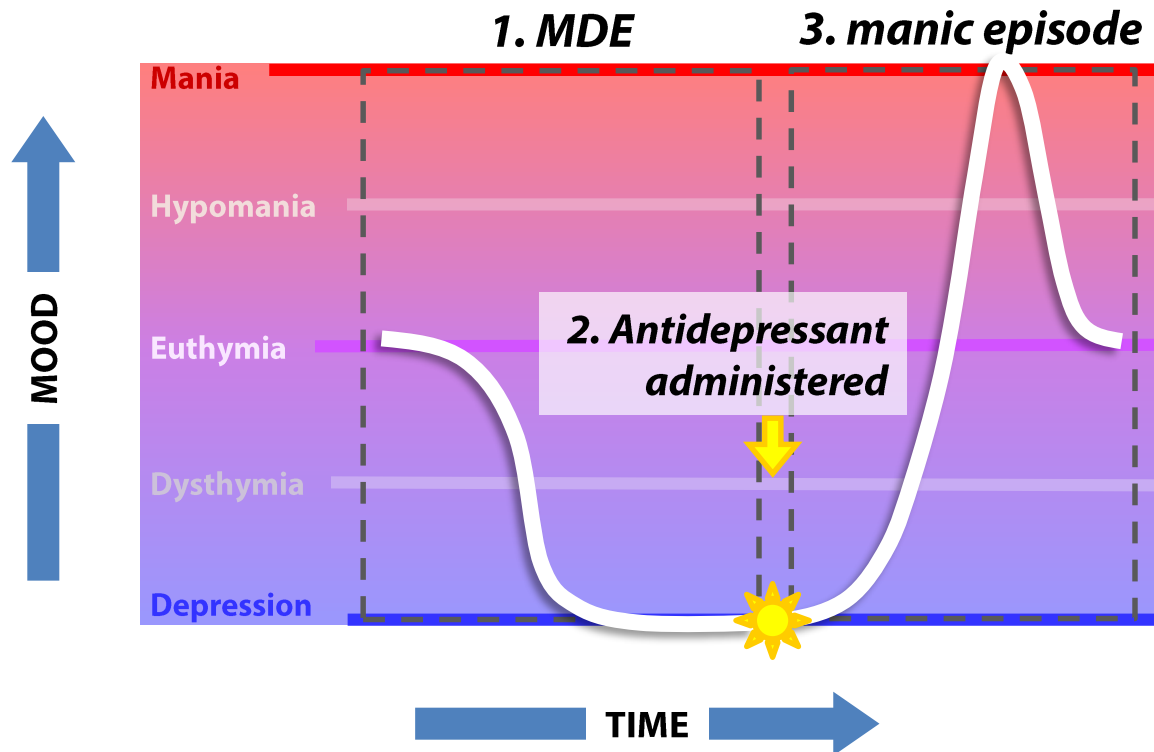 1. MDE
3. manic episode
Mania
Hypomania
2. Antidepressant
administered
Euthymia
Dysthymia
Depression
MOOD
TIME